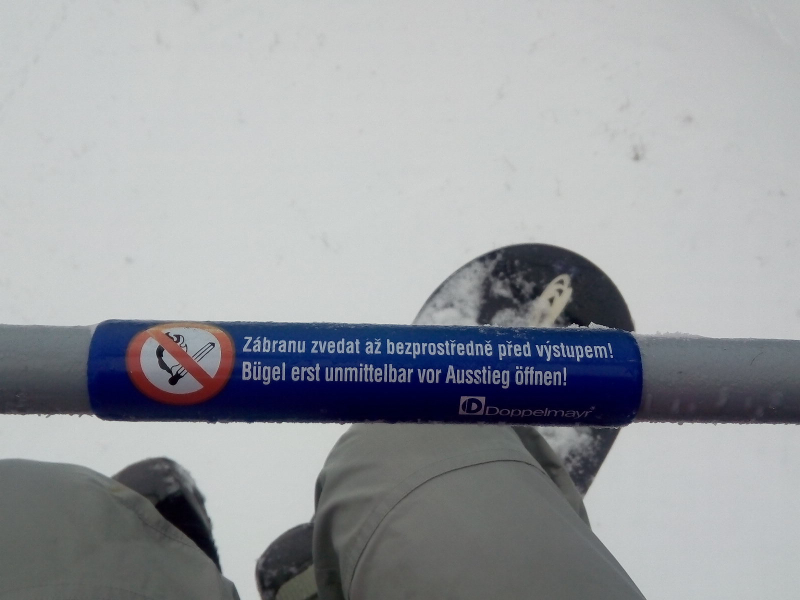 Zábranu zvedat až bezprostředně před výstupem!
Bügel erst unmittelbar vor Ausstieg öffnen!
Doppelmayr